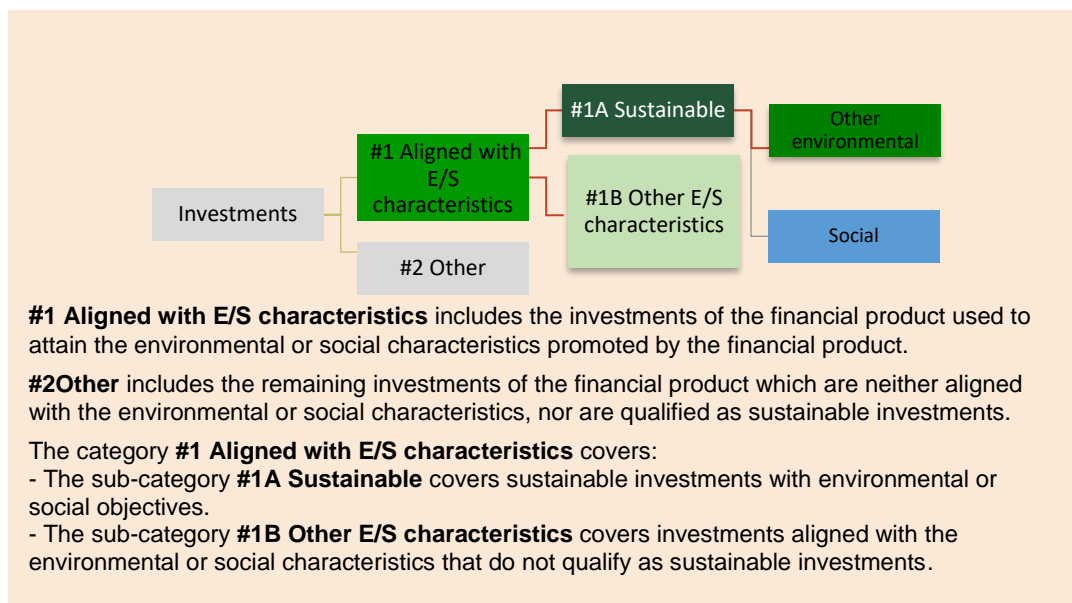 Investments
#1 Aligned with
E/S
characteristics
#2 Other
#1A Sustainable
#1B Other E/S
characteristics
Other
environmental
Social
#1 Aligned with E/S characteristics includes the investments of the financial product used to
attain the environmental or social characteristics promoted by the financial product.
#2Other includes the remaining investments of the financial product which are neither aligned
with the environmental or social characteristics, nor are qualified as sustainable investments.
The category #1 Aligned with E/S characteristics covers:
- The sub-category #1A Sustainable covers sustainable investments with environmental or
social objectives.
- The sub-category #1B Other E/S characteristics covers investments aligned with the
environmental or social characteristics that do not qualify as sustainable investments.